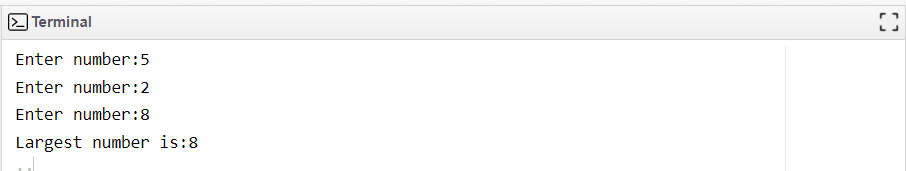 Terminal
Enter number:5
Enter number:2
Enter number:8
Largest number is:8